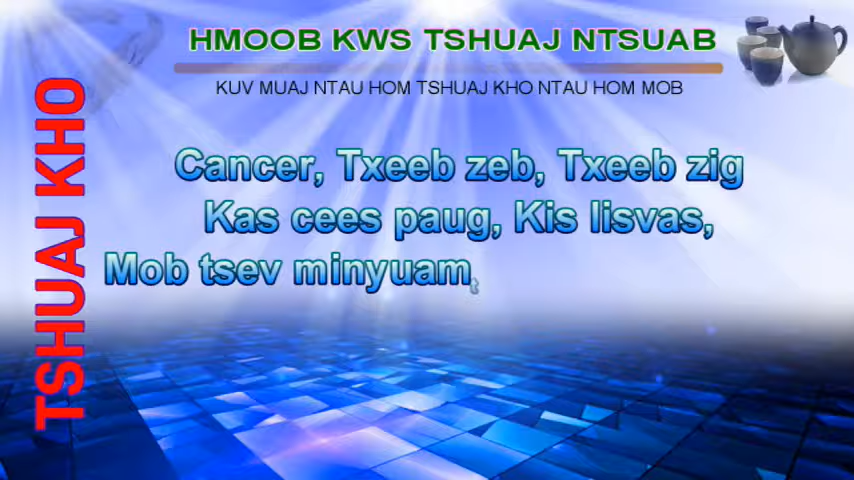 HMOOB KWS TSHUAJ NTSUAB
KUV MUAJ NTAU HOM TSHUAJ KHO NTAU HOM MOB
TSHUAJ KHO
Cancer, Txeeb zeb, Txeeb zig
Kas cees paug, Kis lisvas,
Mob tsev minyuam,